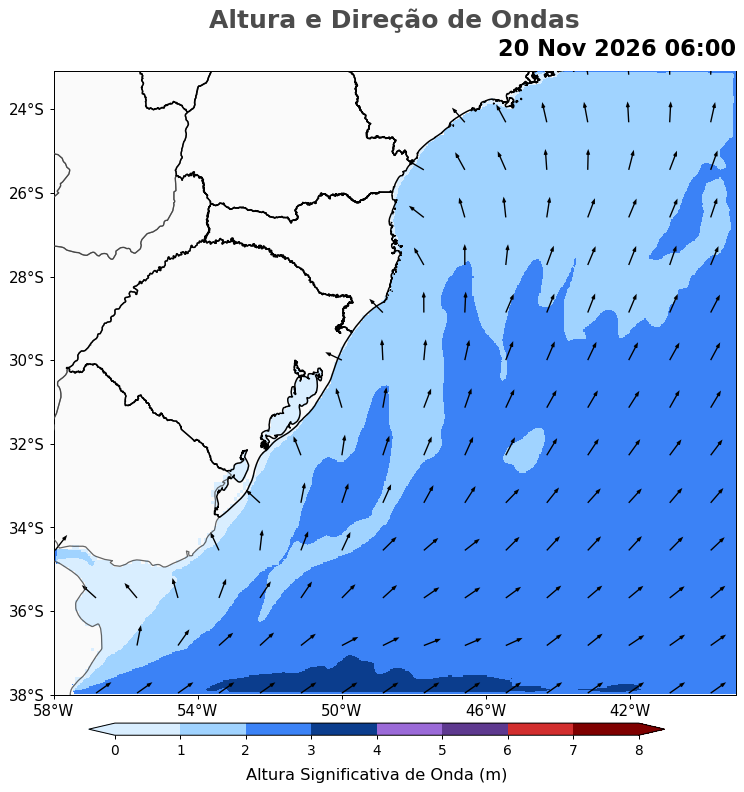 Altura e Direção de Ondas
20 Nov 2026 06:00
24°S
26°S
28°S
30°S
32°S
34°S
36°S
38°S
58°W 54°W 50°W 46°W 42°W
0 1 2 3 4 5 6 7 8
Altura Significativa de Onda (m)